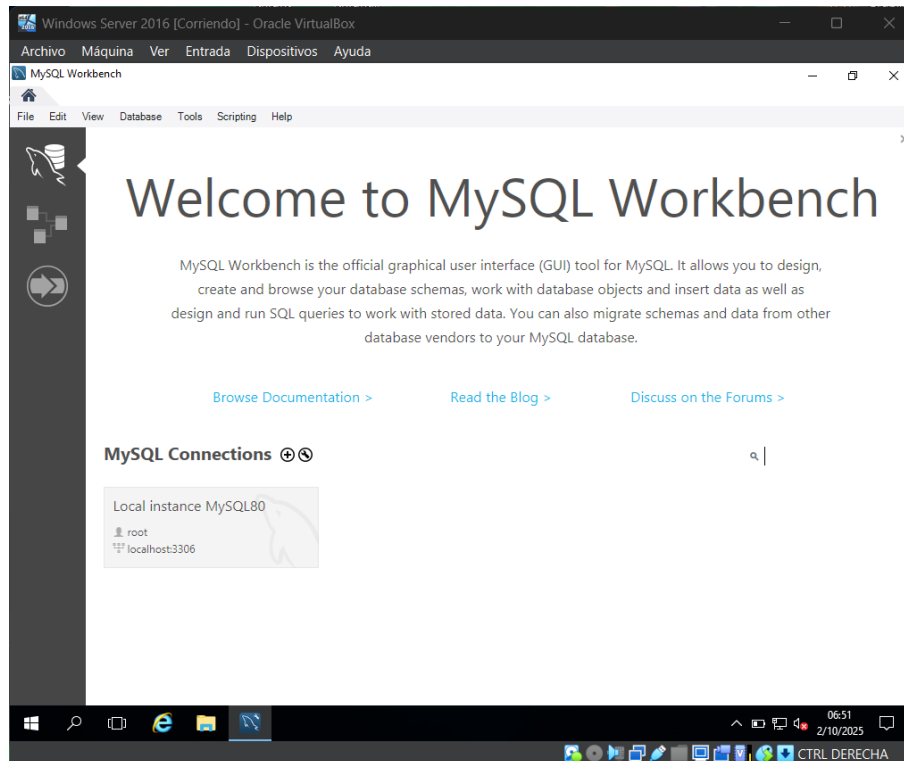 Windows Server 2016 [Corriendo] - Oracle VirtualBox
Archivo Máquina Ver Entrada Dispositivos Ayuda
MySQL Workbench
File Edit View Database Tools Scripting Help
Welcome to MySQL Workbench
MySQL Workbench is the official graphical user interface (GUI) tool for MySQL. It allows you to design,
create and browse your database schemas, work with database objects and insert data as well as
design and run SQL queries to work with stored data. You can also migrate schemas and data from other
database vendors to your MySQL database.
Browse Documentation > Read the Blog > Discuss on the Forums >
MySQL Connections
Local instance MySQL80
root
localhost:3306
06:51
2/10/2025
CTRL DERECHA